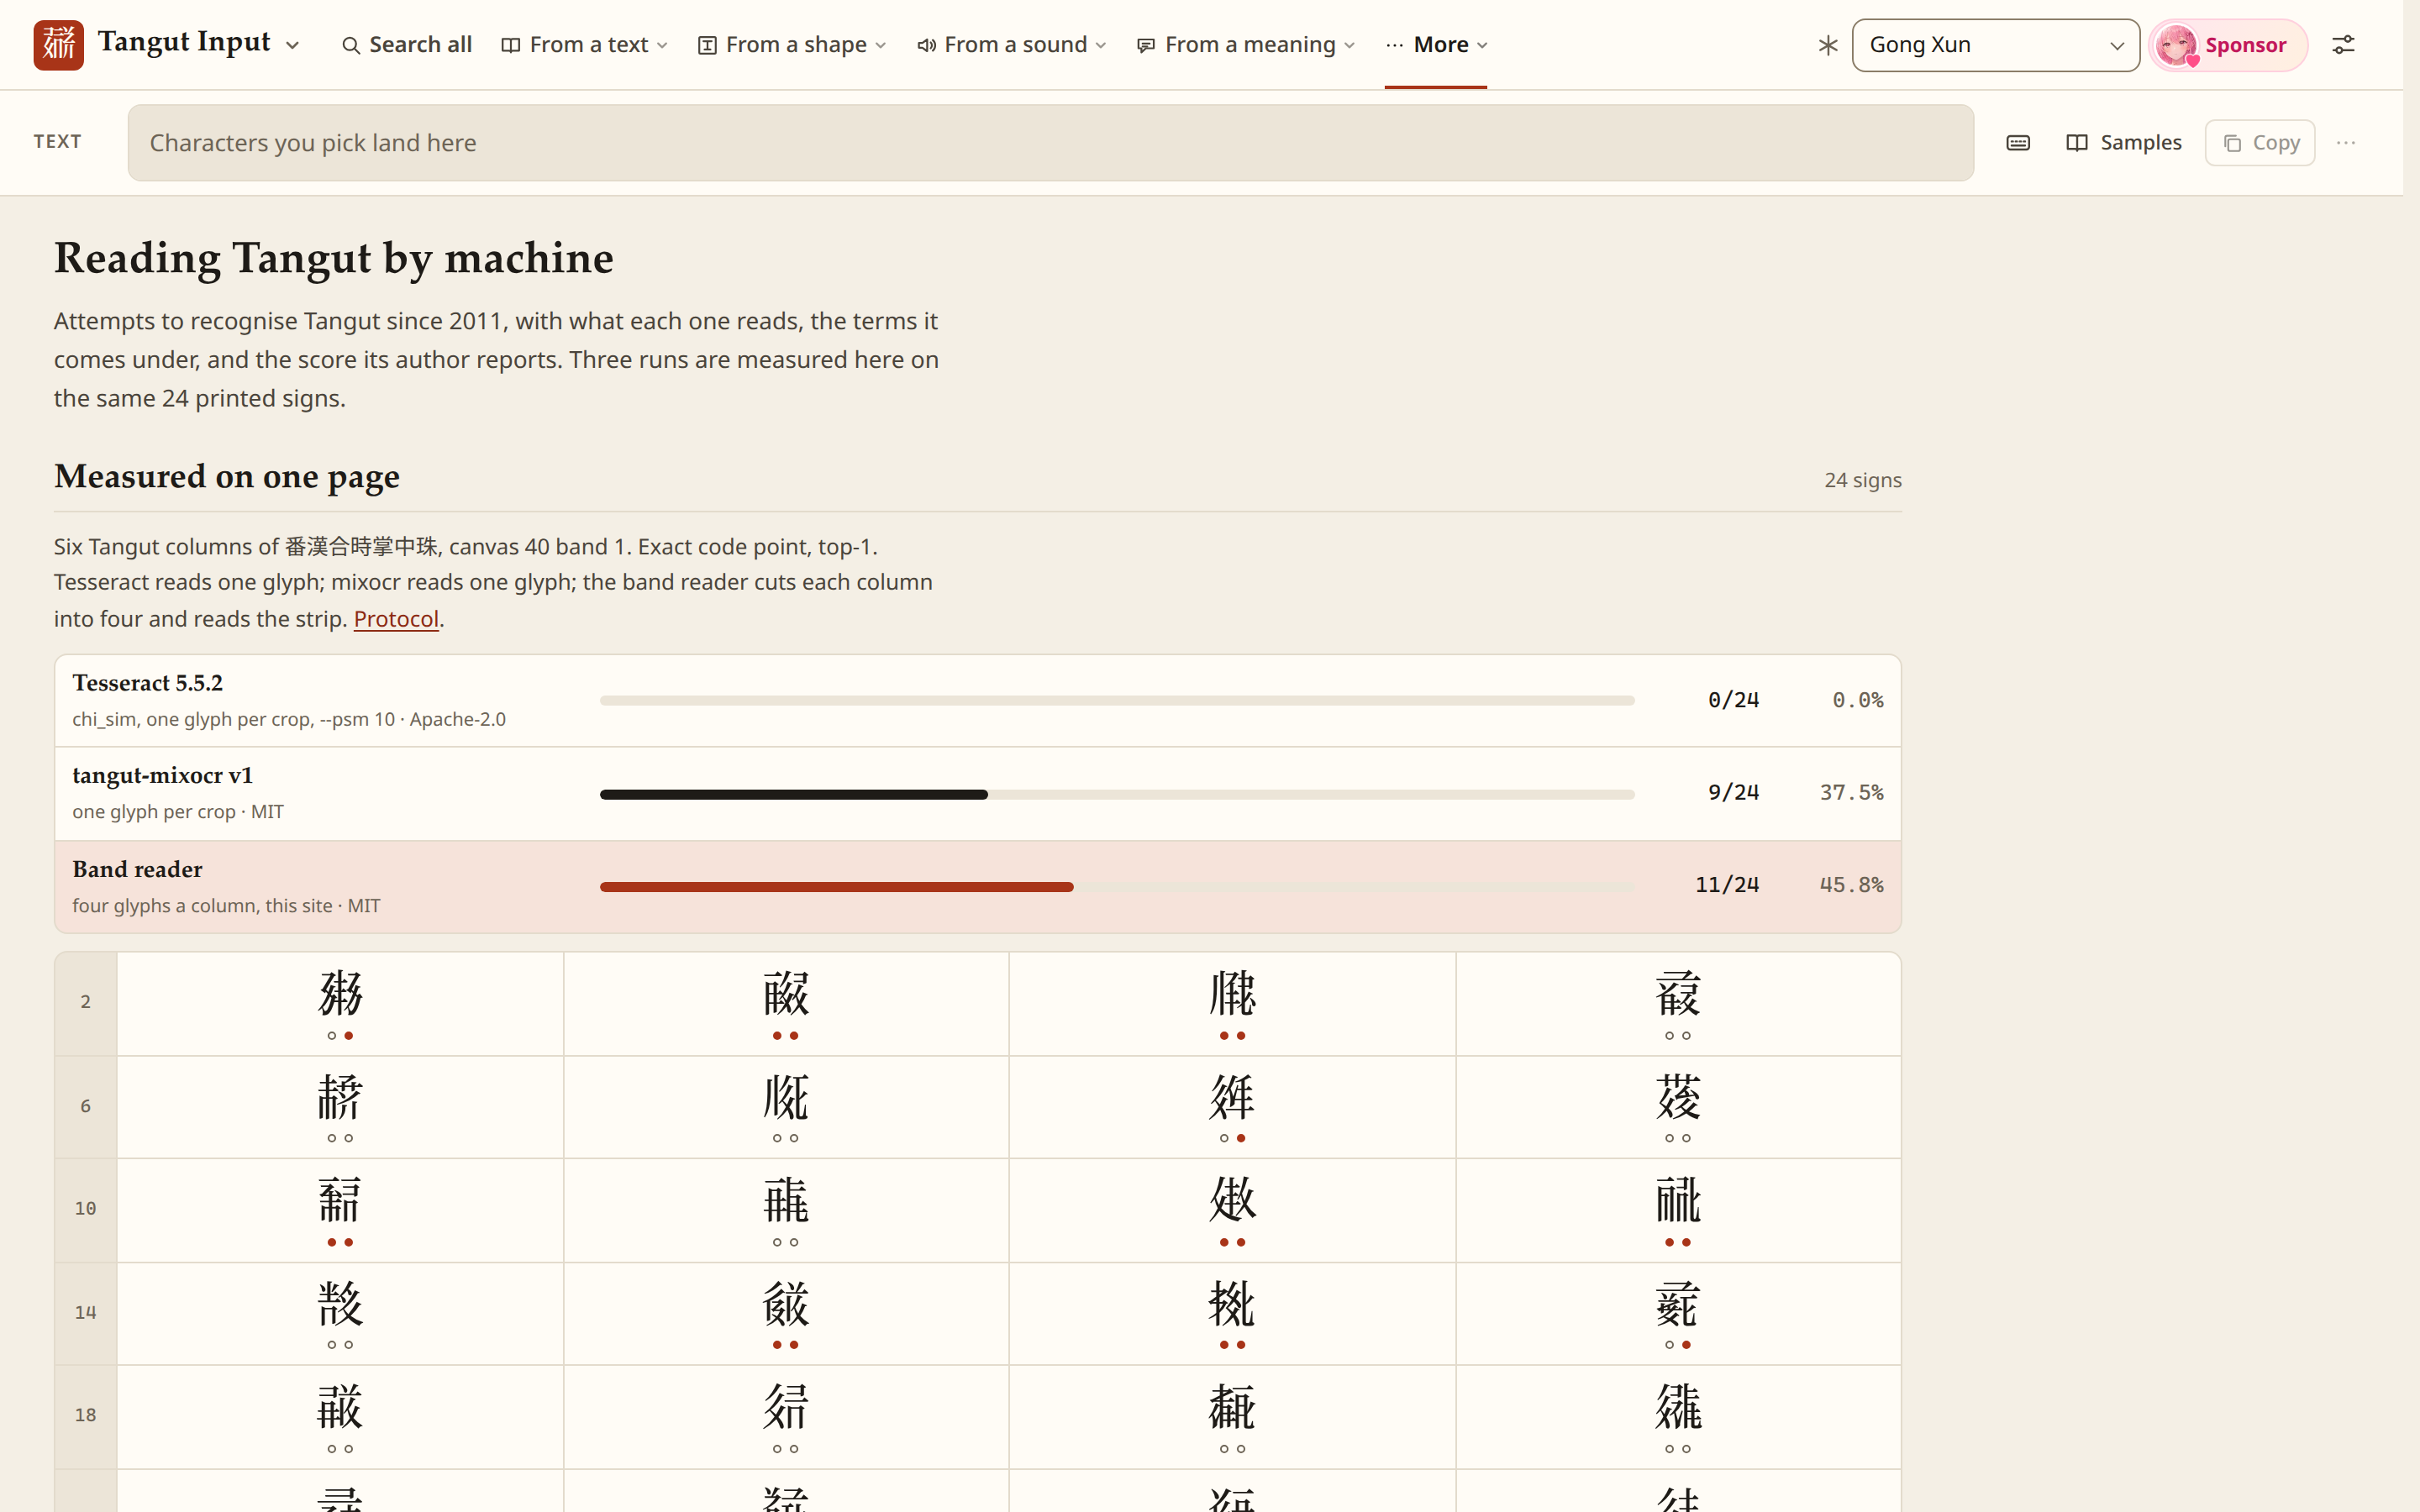 Tangut Input
Search all
From a text
From a shape
From a sound
From a meaning
More
Gong Xun
Sponsor
TEXT
Characters you pick land here
Samples
Copy
Reading Tangut by machine
Attempts to recognise Tangut since 2011, with what each one reads, the terms it
comes under, and the score its author reports. Three runs are measured here on
the same 24 printed signs.
Measured on one page
24 signs
Six Tangut columns of 番漢合時掌中珠, canvas 40 band 1. Exact code point, top-1.
Tesseract reads one glyph; mixocr reads one glyph; the band reader cuts each column
into four and reads the strip. Protocol.
Tesseract 5.5.2
chi_sim, one glyph per crop, --psm 10 · Apache-2.0
0/24 0.0%
tangut-mixocr v1
one glyph per crop · MIT
9/24 37.5%
Band reader
four glyphs a column, this site · MIT
11/24 45.8%
2
6
10
14
18